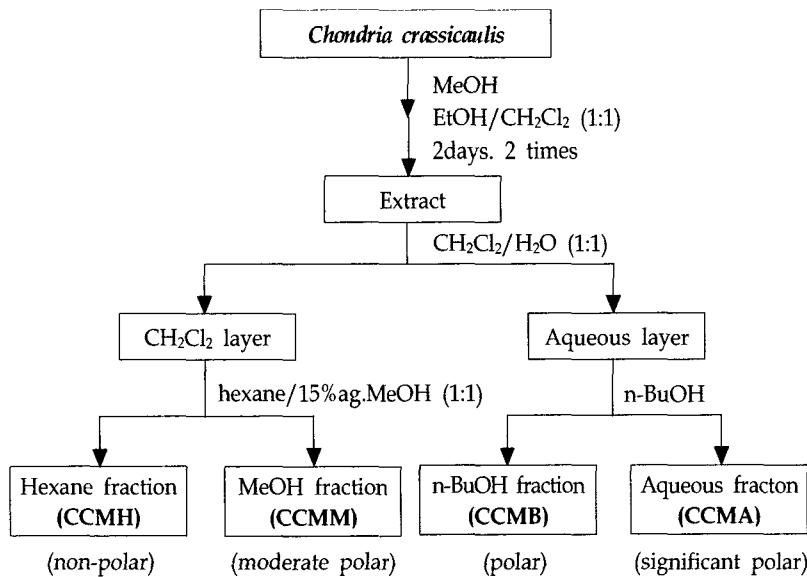 Chondria crassicaulis
MeOH
EtOH/CH₂Cl₂ (1:1)
2days. 2 times
Extract
CH₂Cl₂/H₂O (1:1)
CH₂Cl₂ layer
Aqueous layer
hexane/15%ag.MeOH (1:1)
n-BuOH
Hexane fraction
(CCMH)
MeOH fraction
(CCMM)
n-BuOH fraction
(CCMB)
Aqueous fracton
(CCMA)
(non-polar)
(moderate polar)
(polar)
(significant polar)